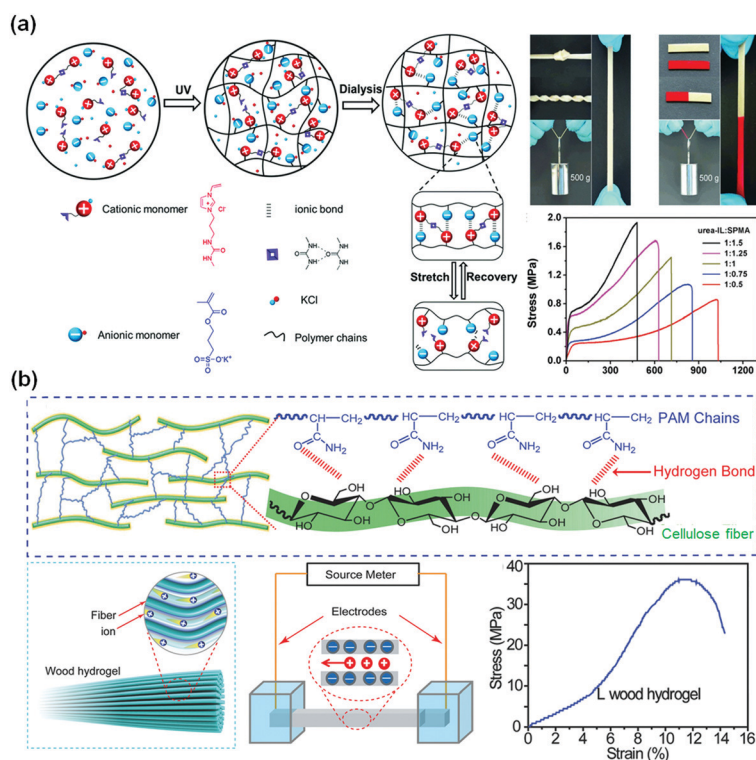 (a)
UV
Dialysis
500 g
500 g
Cationic monomer
Cl-
ionic bond
Anionic monomer
KCl
Polymer chains
Stretch
Recovery
Stress (MPa)
2.0
1.6
1.2
0.8
0.4
0.0
0 300 600 900 1200
urea-IL:SPMA
1:1.5
1:1.25
1:1
1:0.75
1:0.5
(b)
PAM Chains
Hydrogen Bond
Cellulose fiber
Fiber
ion
Wood hydrogel
Source Meter
Electrodes
Stress (MPa)
40
35
30
25
20
15
10
5
0
L wood hydrogel
0 2 4 6 8 10 12 14 16
Strain (%)